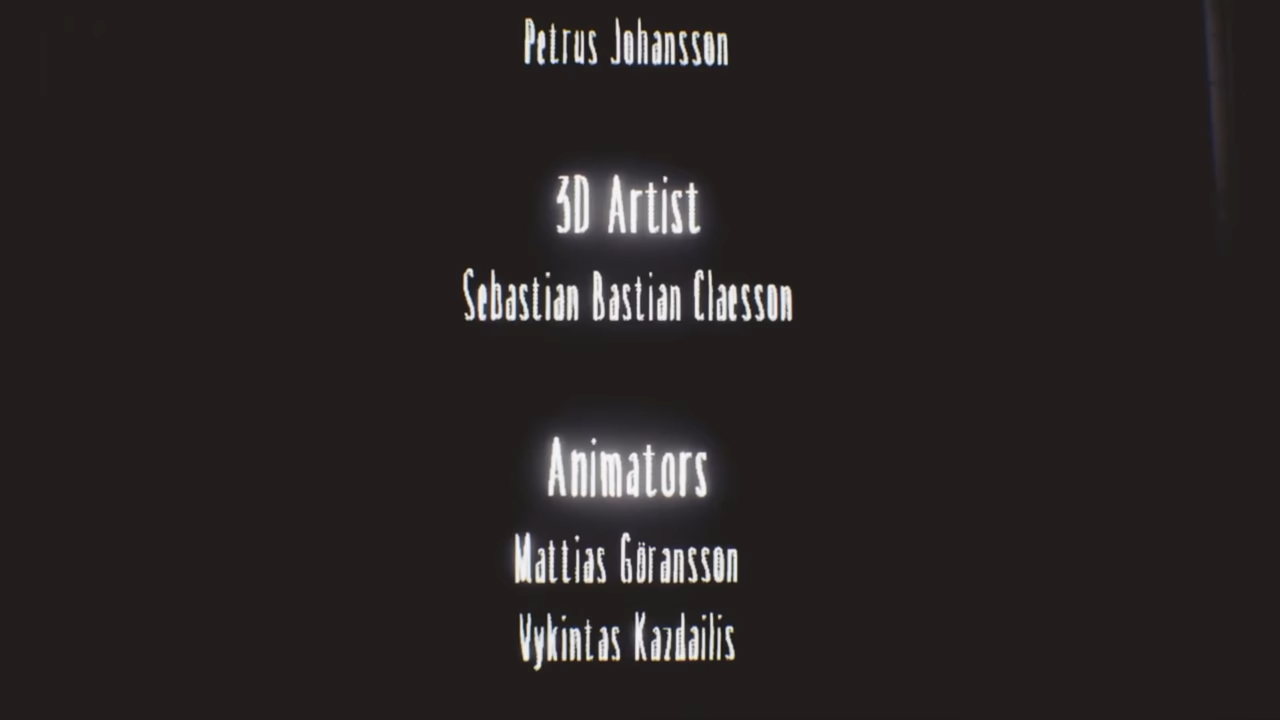 Petrus Johansson
3D Artist
Sebastian Bastian Claesson
Animators
Mattias Göransson
Vykintas Kazdailis